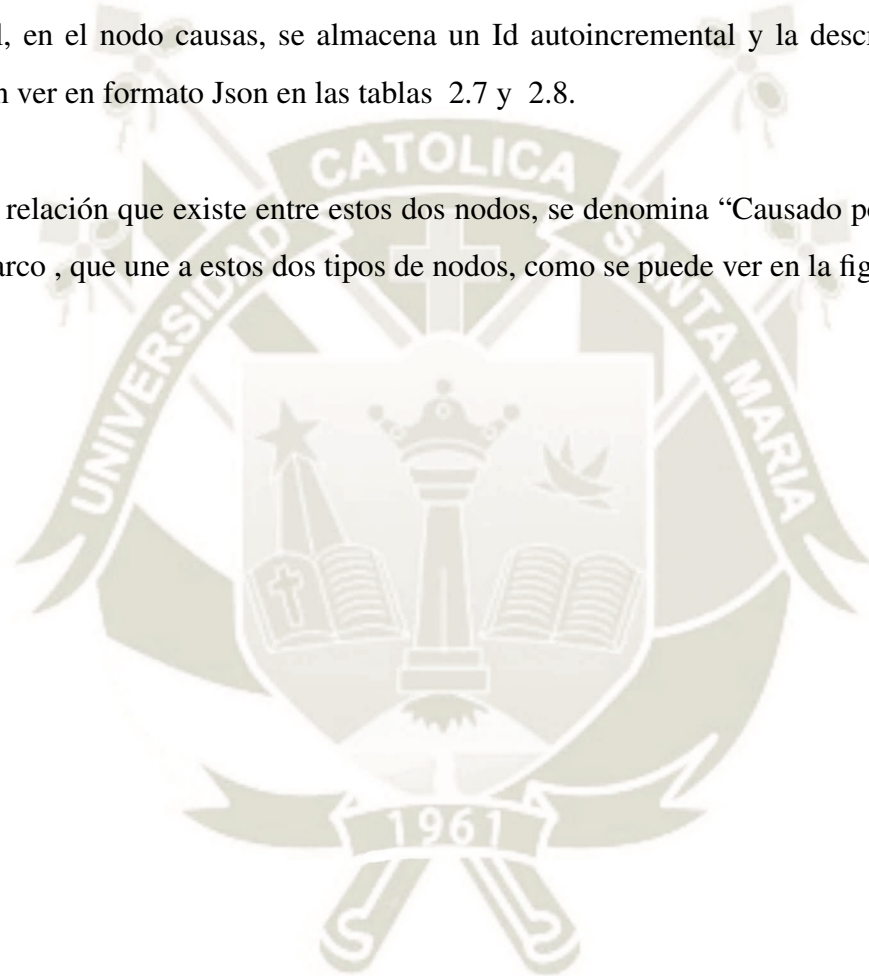 l, en el nodo causas, se almacena un Id autoincremental y la descr
n ver en formato Json en las tablas 2.7 y 2.8.
relación que existe entre estos dos nodos, se denomina “Causado p
arco , que une a estos dos tipos de nodos, como se puede ver en la fig
UNIVERSIDAD CATOLICA SANTA MARIA
1961